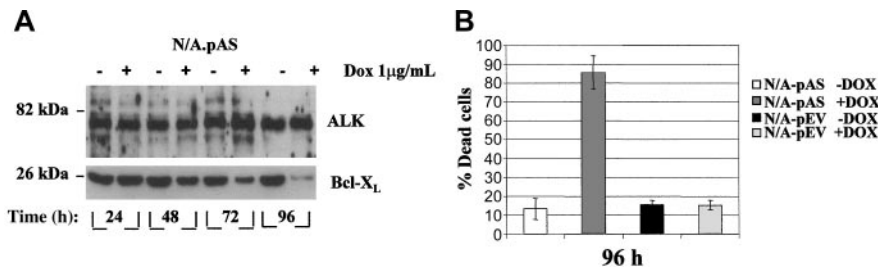 A
N/A.pAS
- + - + - + - +
Dox 1µg/mL
82 kDa
ALK
26 kDa
Bcl-XL
Time (h): 24 48 72 96
B
% Dead cells
100
90
80
70
60
50
40
30
20
10
0
96 h
N/A-pAS -DOX
N/A-pAS +DOX
N/A-pEV -DOX
N/A-pEV +DOX